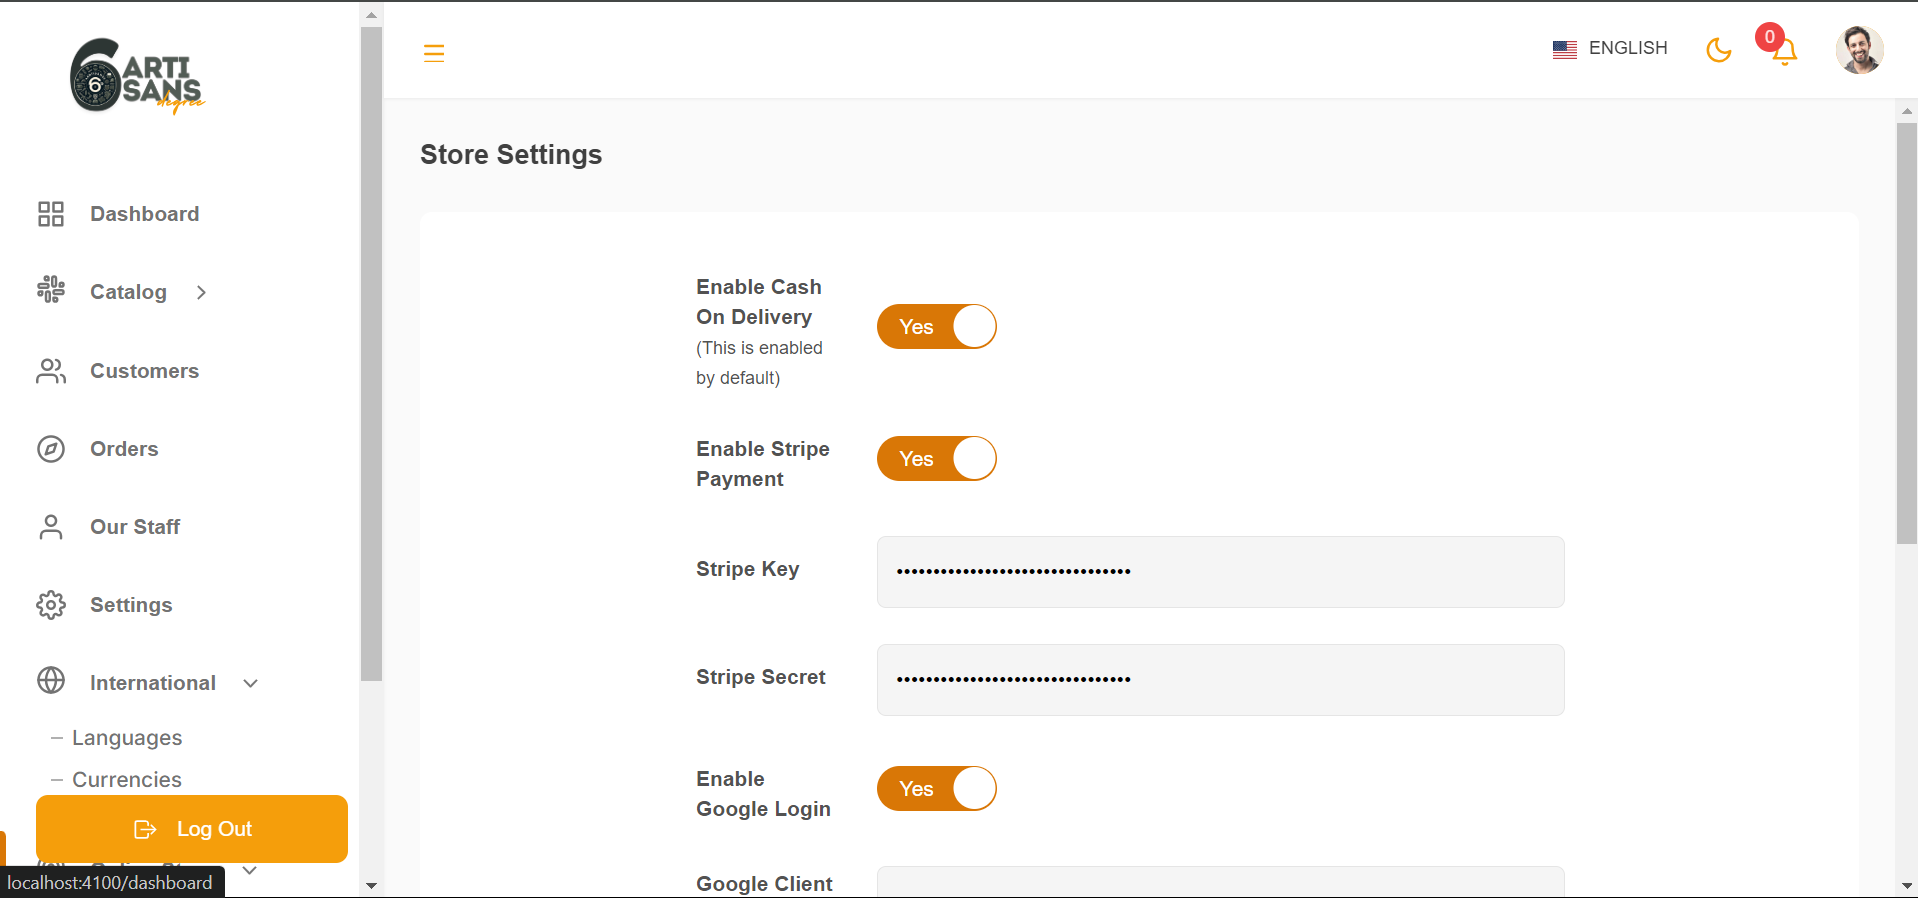 6
ARTI
SANS
degree
ENGLISH
0
Store Settings
Dashboard
Catalog
Customers
Orders
Our Staff
Settings
International
Languages
Currencies
Log Out
localhost:4100/dashboard
Enable Cash
On Delivery
(This is enabled
by default)
Yes
Enable Stripe
Payment
Yes
Stripe Key
••••••••••••••••••••••••••••••••
Stripe Secret
••••••••••••••••••••••••••••••••
Enable
Google Login
Yes
Google Client